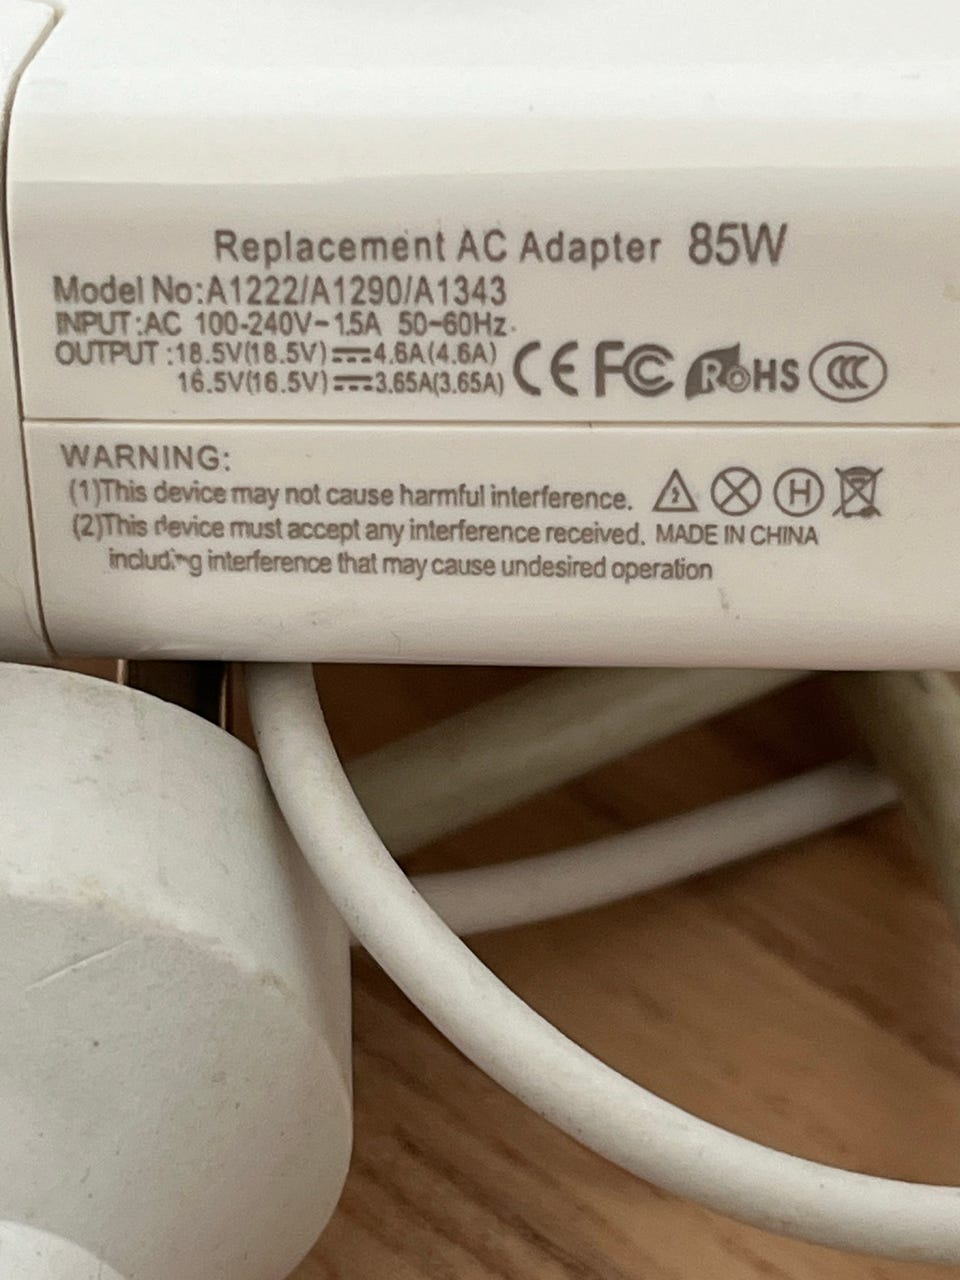 Replacement AC Adapter 85W
Model No:A1222/A1290/A1343
INPUT:AC 100-240V~1.5A 50~60Hz.
OUTPUT:18.5V(18.5V)⎓4.6A(4.6A)
16.5V(16.5V)⎓3.65A(3.65A)
CE FC RoHS CCC
WARNING:
(1)This device may not cause harmful interference.
H
(2)This device must accept any interference received. MADE IN CHINA
including interference that may cause undesired operation